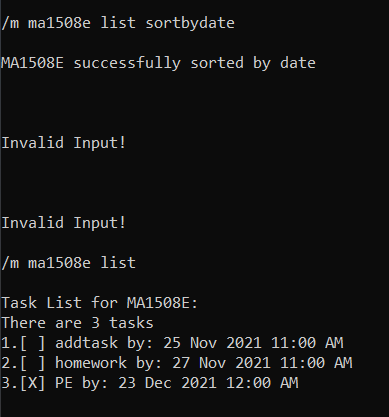 /m ma1508e list sortbydate
MA1508E successfully sorted by date
Invalid Input!
Invalid Input!
/m ma1508e list
Task List for MA1508E:
There are 3 tasks
1.[ ] addtask by: 25 Nov 2021 11:00 AM
2.[ ] homework by: 27 Nov 2021 11:00 AM
3.[X] PE by: 23 Dec 2021 12:00 AM